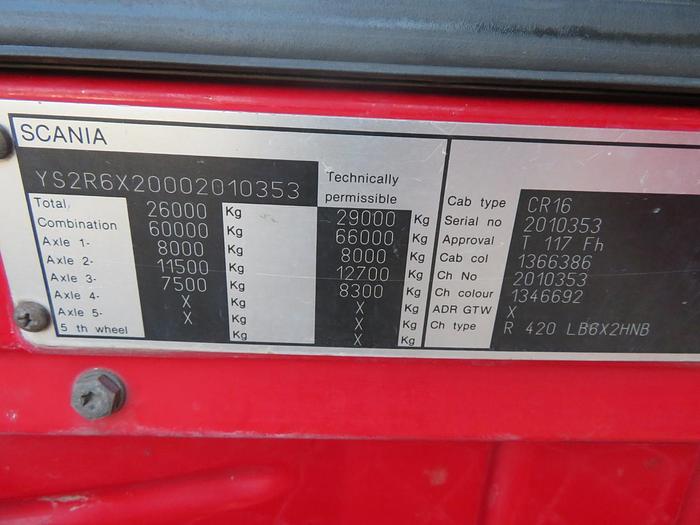 SCANIA
YS2R6X20002010353
Technically
permissible
Total 26000 Kg 29000 Kg
Combination 60000 Kg 66000 Kg
Axle 1- 8000 Kg 8000 Kg
Axle 2- 11500 Kg 12700 Kg
Axle 3- 7500 Kg 8300 Kg
Axle 4- X Kg X Kg
Axle 5- X Kg X Kg
5 th wheel Kg X Kg
Cab type CR16
Serial no 2010353
Approval T 117 Fh
Cab col 1366386
Ch No 2010353
Ch colour 1346692
ADR GTW X
Ch type R 420 LB6X2HNB